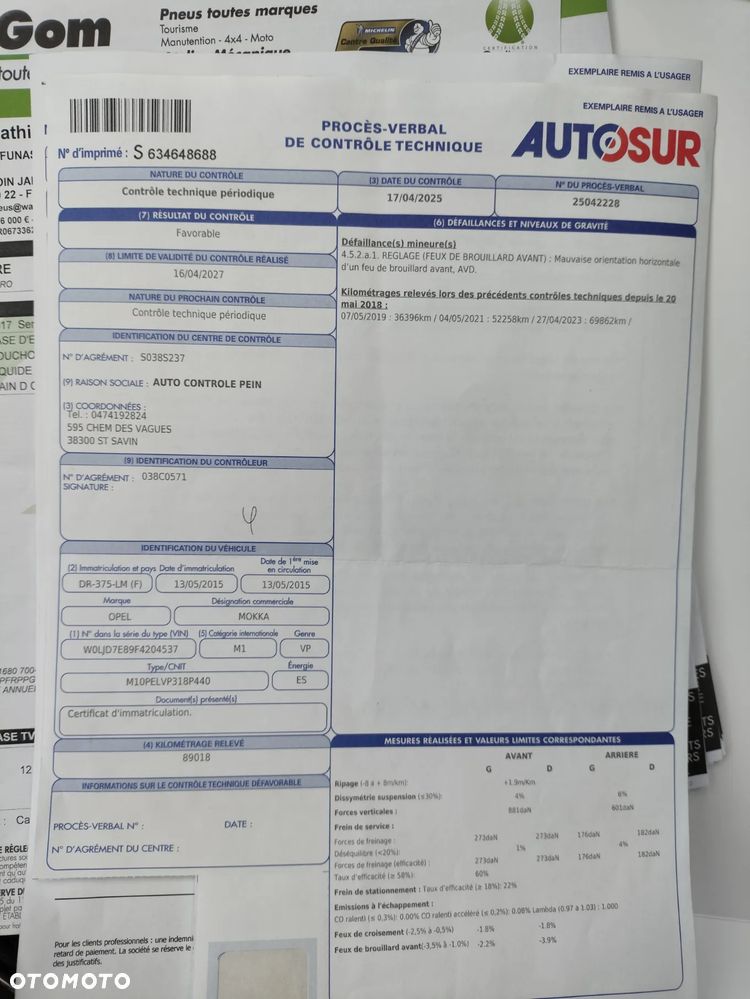 Gom
Pneus toutes marques
Tourisme
Manutention - 4x4 - Moto
MICHELIN
Centre Qualité
CERTIFICATION
EXEMPLAIRE REMIS A L'USAGER
EXEMPLAIRE REMIS A L'USAGER
N° d'imprimé : S 634648688
PROCÈS-VERBAL
DE CONTRÔLE TECHNIQUE
AUTOSUR
NATURE DU CONTRÔLE
Contrôle technique périodique
(3) DATE DU CONTRÔLE
17/04/2025
N° DU PROCÈS-VERBAL
25042228
(7) RÉSULTAT DU CONTRÔLE
Favorable
(8) LIMITE DE VALIDITÉ DU CONTRÔLE RÉALISÉ
16/04/2027
NATURE DU PROCHAIN CONTRÔLE
Contrôle technique périodique
(6) DÉFAILLANCES ET NIVEAUX DE GRAVITÉ
Défaillance(s) mineure(s)
4.5.2.a.1. REGLAGE (FEUX DE BROUILLARD AVANT) : Mauvaise orientation horizontale
d'un feu de brouillard avant, AVD.
Kilométrages relevés lors des précédents contrôles techniques depuis le 20
mai 2018 :
07/05/2019 : 36396km / 04/05/2021 : 52258km / 27/04/2023 : 69862km /
IDENTIFICATION DU CENTRE DE CONTRÔLE
N° D'AGRÉMENT : S038S237
(9) RAISON SOCIALE : AUTO CONTROLE PEIN
(3) COORDONNÉES :
Tel. : 0474192824
595 CHEM DES VAGUES
38300 ST SAVIN
(9) IDENTIFICATION DU CONTRÔLEUR
N° D'AGRÉMENT : 038C0571
SIGNATURE :
IDENTIFICATION DU VÉHICULE
(2) Immatriculation et pays Date d'immatriculation Date de 1ère mise
en circulation
DR-375-LM (F) 13/05/2015 13/05/2015
Marque Désignation commerciale
OPEL MOKKA
(1) N° dans la série du type (VIN) (5) Catégorie internationale Genre
W0LJD7E89F4204537 M1 VP
Type/CNIT Énergie
M10PELVP318P440 ES
Document(s) présenté(s)
Certificat d'immatriculation.
(4) KILOMÉTRAGE RELEVÉ
89018
INFORMATIONS SUR LE CONTRÔLE TECHNIQUE DÉFAVORABLE
PROCÈS-VERBAL N° : DATE :
N° D'AGRÉMENT DU CENTRE :
MESURES RÉALISÉES ET VALEURS LIMITES CORRESPONDANTES
AVANT ARRIERE
G D G D
Ripage (-8 à + 8m/km): +1.9m/Km
Dissymétrie suspension (≤30%): 4% 6%
Forces verticales : 881daN 601daN
Frein de service :
Forces de freinage : 273daN 273daN 176daN 182daN
Déséquilibre (<20%): 1% 4%
Forces de freinage (efficacité) : 273daN 273daN 176daN 182daN
Taux d'efficacité (≥ 58%): 60%
Frein de stationnement : Taux d'efficacité (≥ 18%): 22%
Emissions à l'échappement :
CO ralenti (≤ 0,3%): 0.00% CO ralenti accéléré (≤ 0,2%): 0.06% Lambda (0.97 à 1.03) : 1.000
Feux de croisement (-2,5% à -0,5%) -1.8% -1.8%
Feux de brouillard avant(-3,5% à -1.0%) -2.2% -3.9%
Pour les clients professionnels : une indemni
retard de paiement. La société se réserve le
des justificatifs.
OTOMOTO